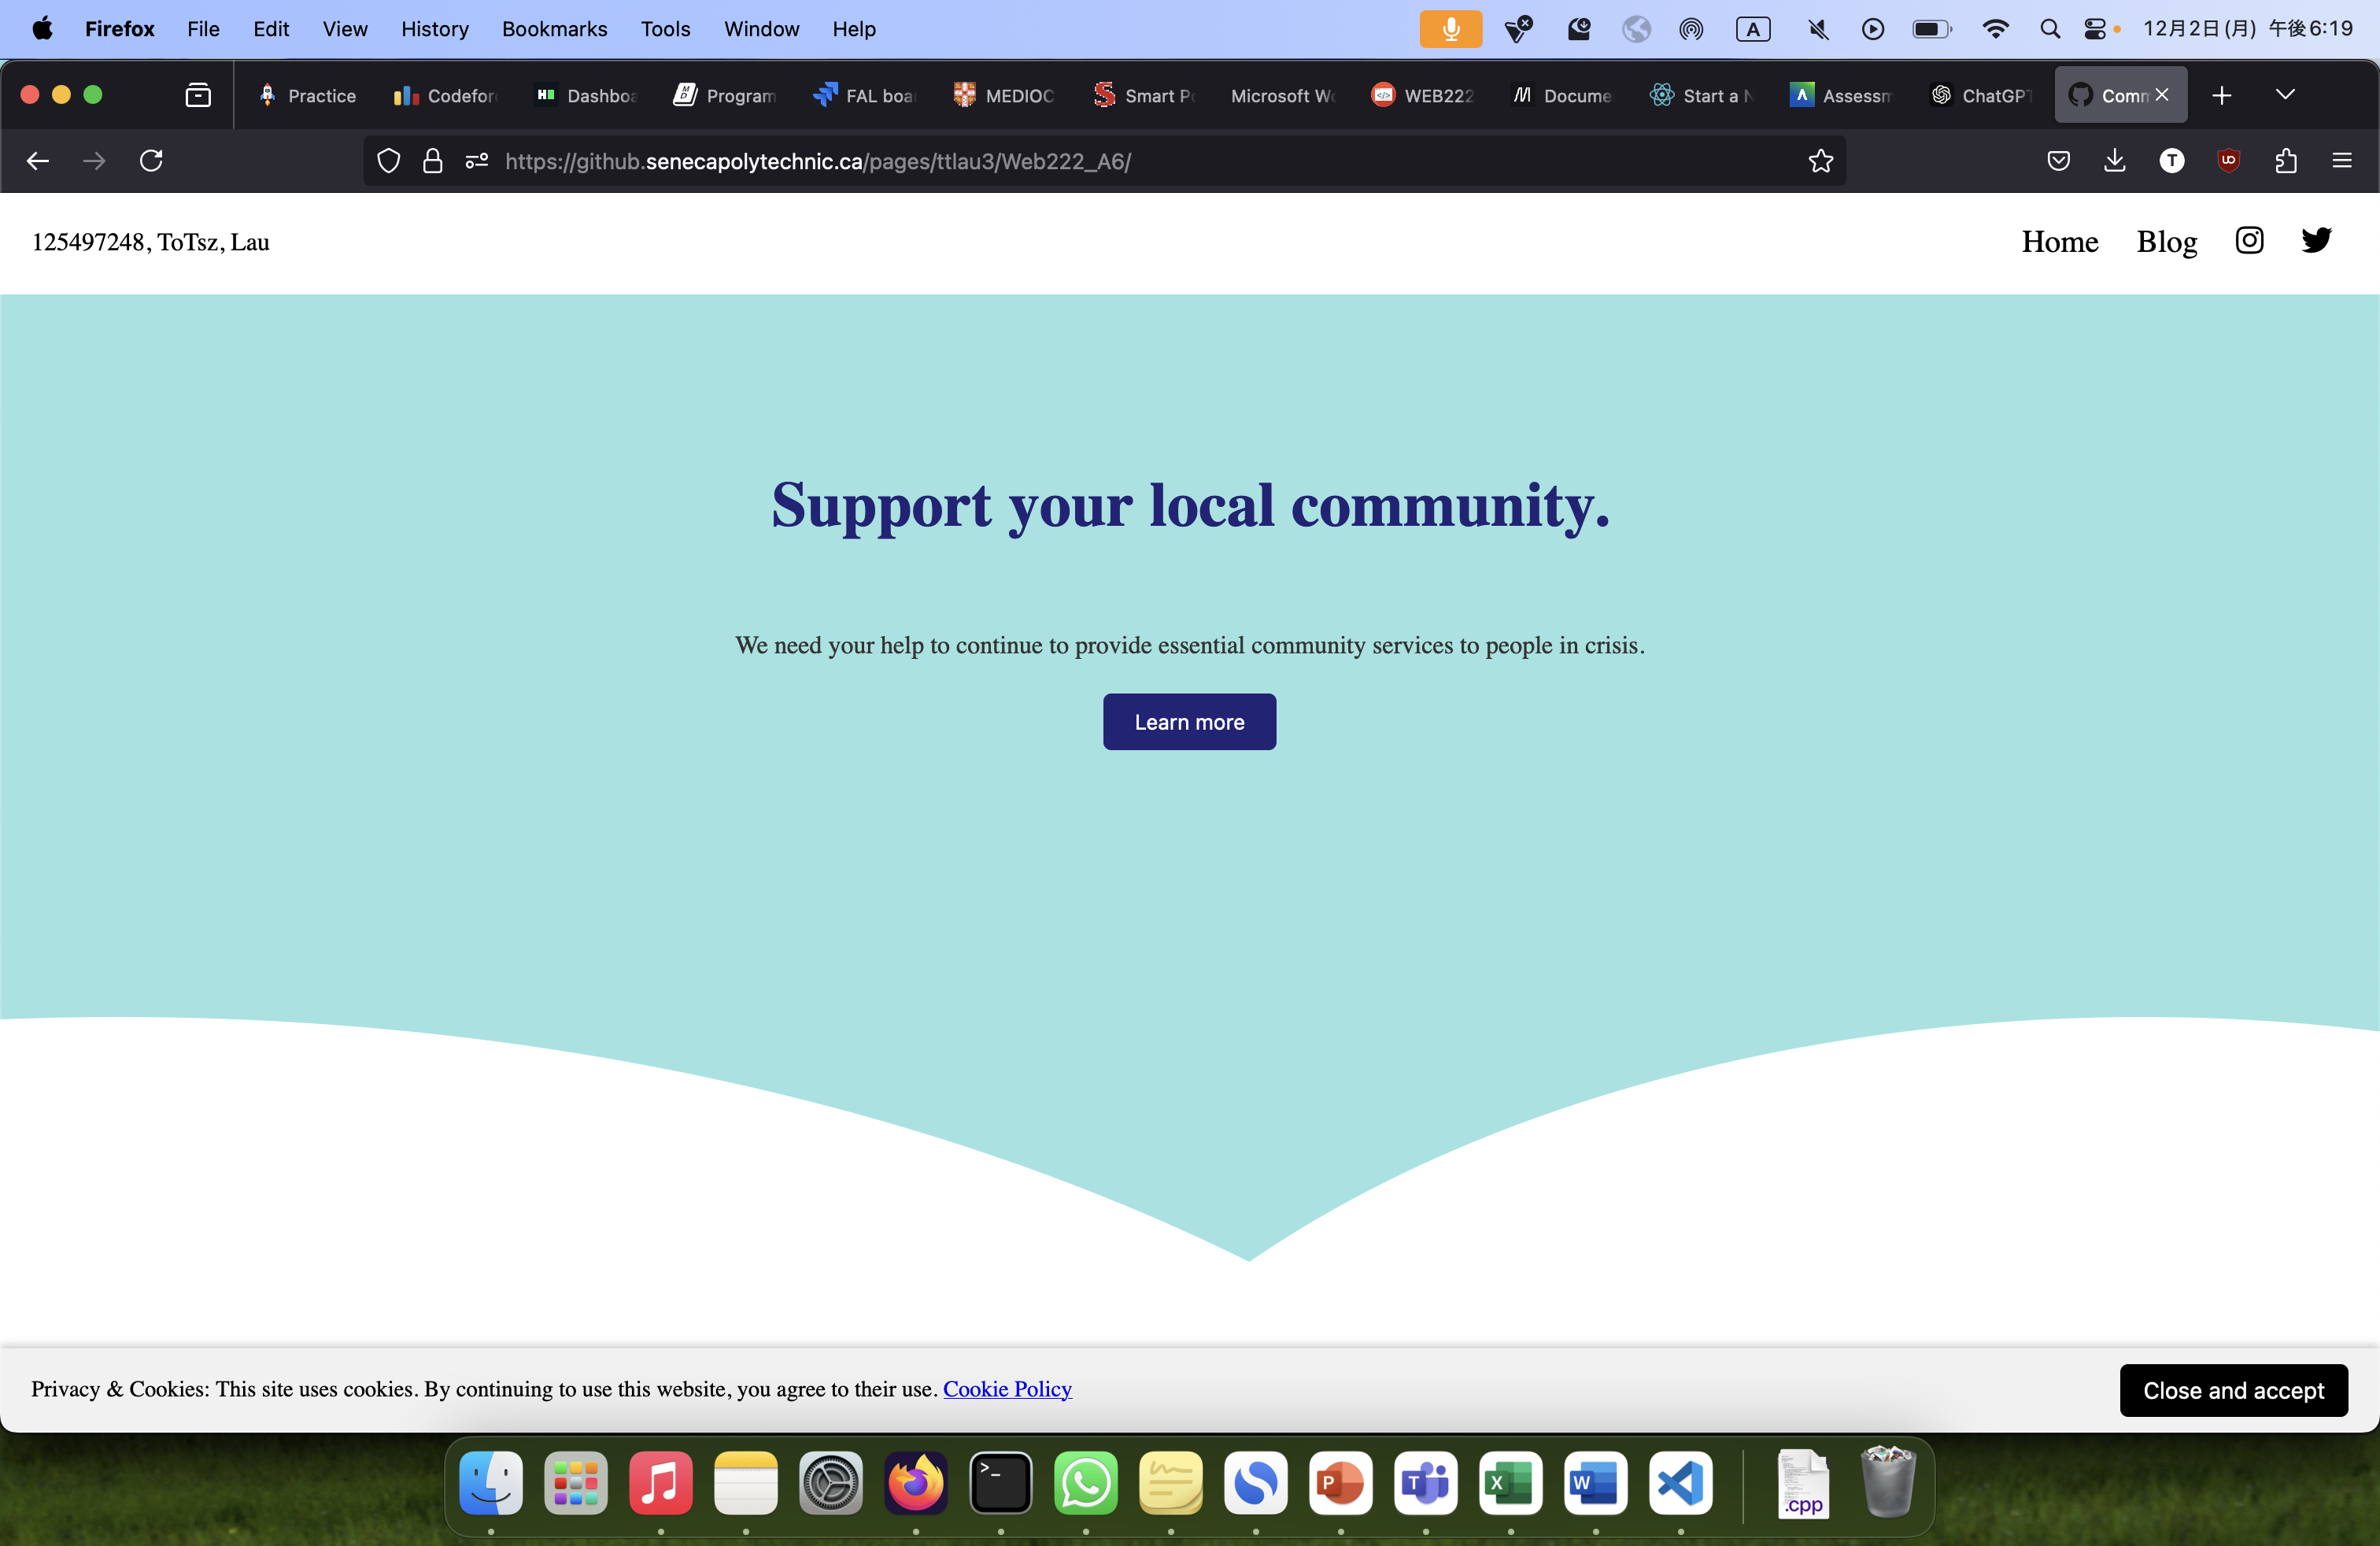 Firefox File Edit View History Bookmarks Tools Window Help A 12月2日(月) 午後6:19
Practice Codefor Dashboa Program FAL boar MEDIOC Smart Po Microsoft Wo WEB222 Docume Start a N Assessm ChatGPT Comm
https://github.senecapolytechnic.ca/pages/ttlau3/Web222_A6/
125497248, ToTsz, Lau
Home Blog
Support your local community.
We need your help to continue to provide essential community services to people in crisis.
Learn more
Privacy & Cookies: This site uses cookies. By continuing to use this website, you agree to their use. Cookie Policy
Close and accept
.cpp